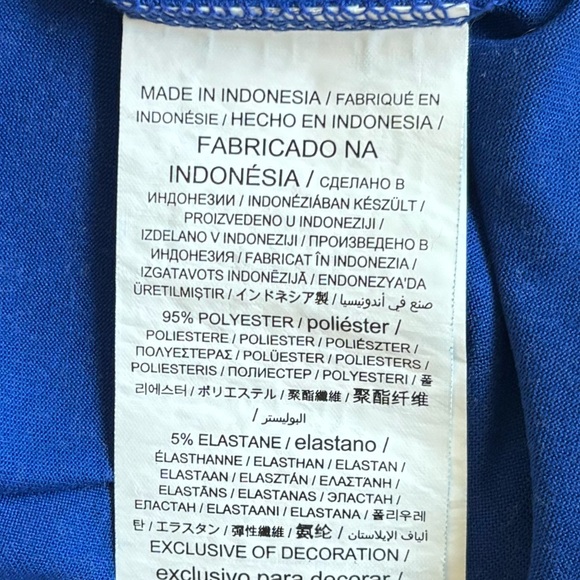 MADE IN INDONESIA / FABRIQUÉ EN
INDONÉSIE / HECHO EN INDONESIA /
FABRICADO NA
INDONÉSIA / СДЕЛАНО В
ИНДОНЕЗИИ / INDONÉZIÁBAN KÉSZÜLT /
PROIZVEDENO U INDONEZIJI /
IZDELANO V INDONEZIJI / ПРОИЗВЕДЕНО В
ИНДОНЕЗИЯ / FABRICAT ÎN INDONEZIA /
IZGATAVOTS INDONĒZIJĀ / ENDONEZYA'DA
ÜRETILMIŞTIR / インドネシア製 / صنع في أندونيسيا
95% POLYESTER / poliéster /
POLIESTERE / POLIESTER / POLIÉSZTER /
ΠΟΛΥΕΣΤΕΡΑΣ / POLÜESTER / POLIESTERS /
POLIESTERIS / ПОЛИЕСТЕР / POLYESTERI / 폴
리에스터 / ポリエステル / 聚酯纖維 / 聚酯纤维
/ البوليستر
5% ELASTANE / elastano /
ÉLASTHANNE / ELASTHAN / ELASTAN /
ELASTAAN / ELASZTÁN / ΕΛΑΣΤΑΝΗ /
ELASTĀNS / ELASTANAS / ЭЛАСТАН /
ЕЛАСТАН / ELASTAANI / ELASTANA / 폴리우레
탄 / エラスタン / 彈性纖維 / 氨纶 / ألياف الإيلاستان
EXCLUSIVE OF DECORATION /
exclusivo para decorar /